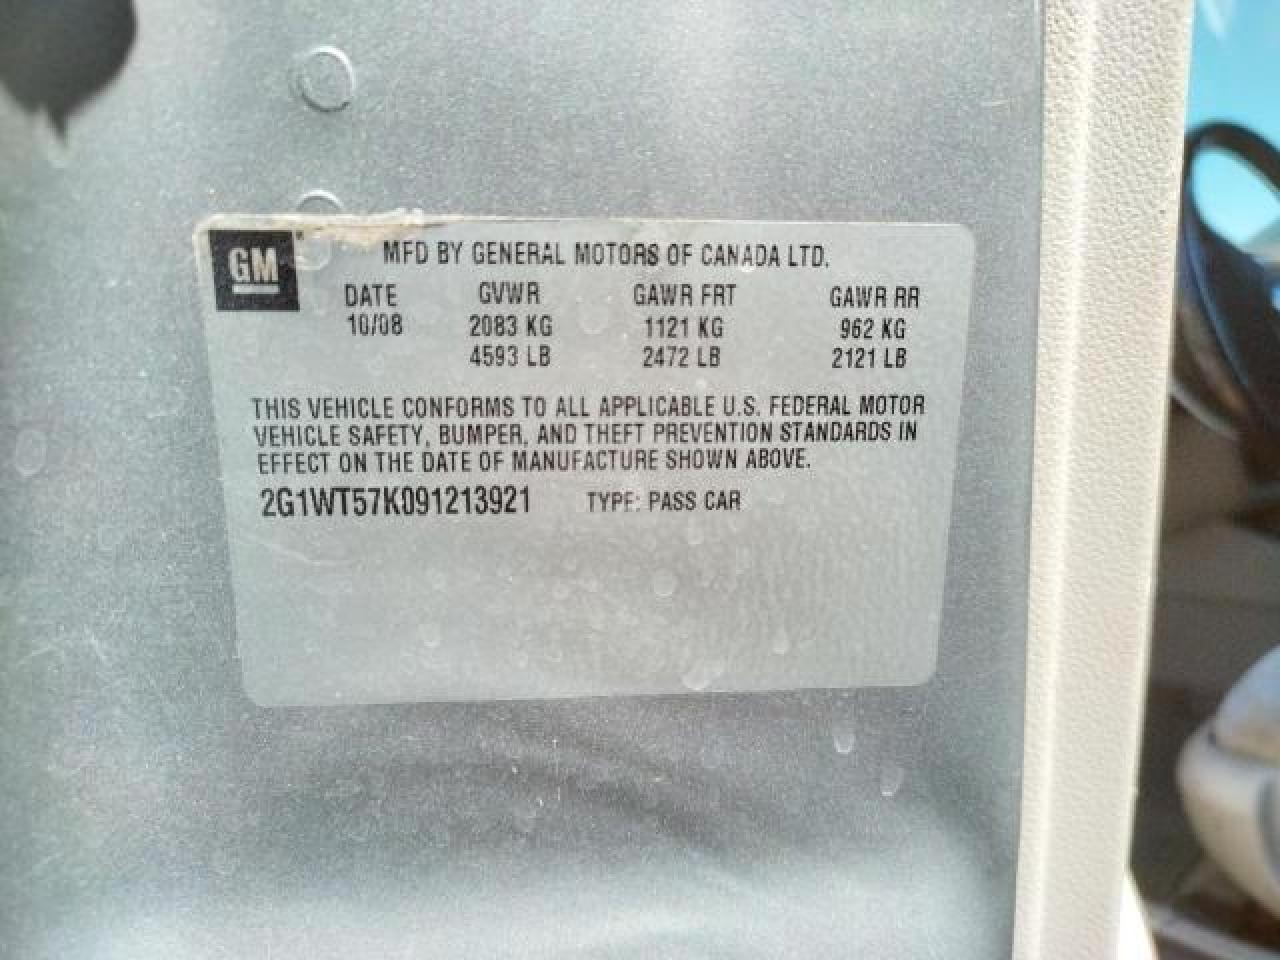 GM
MFD BY GENERAL MOTORS OF CANADA LTD.
DATE GVWR GAWR FRT GAWR RR
10/08 2083 KG 1121 KG 962 KG
4593 LB 2472 LB 2121 LB
THIS VEHICLE CONFORMS TO ALL APPLICABLE U.S. FEDERAL MOTOR
VEHICLE SAFETY, BUMPER, AND THEFT PREVENTION STANDARDS IN
EFFECT ON THE DATE OF MANUFACTURE SHOWN ABOVE.
2G1WT57K091213921 TYPE: PASS CAR